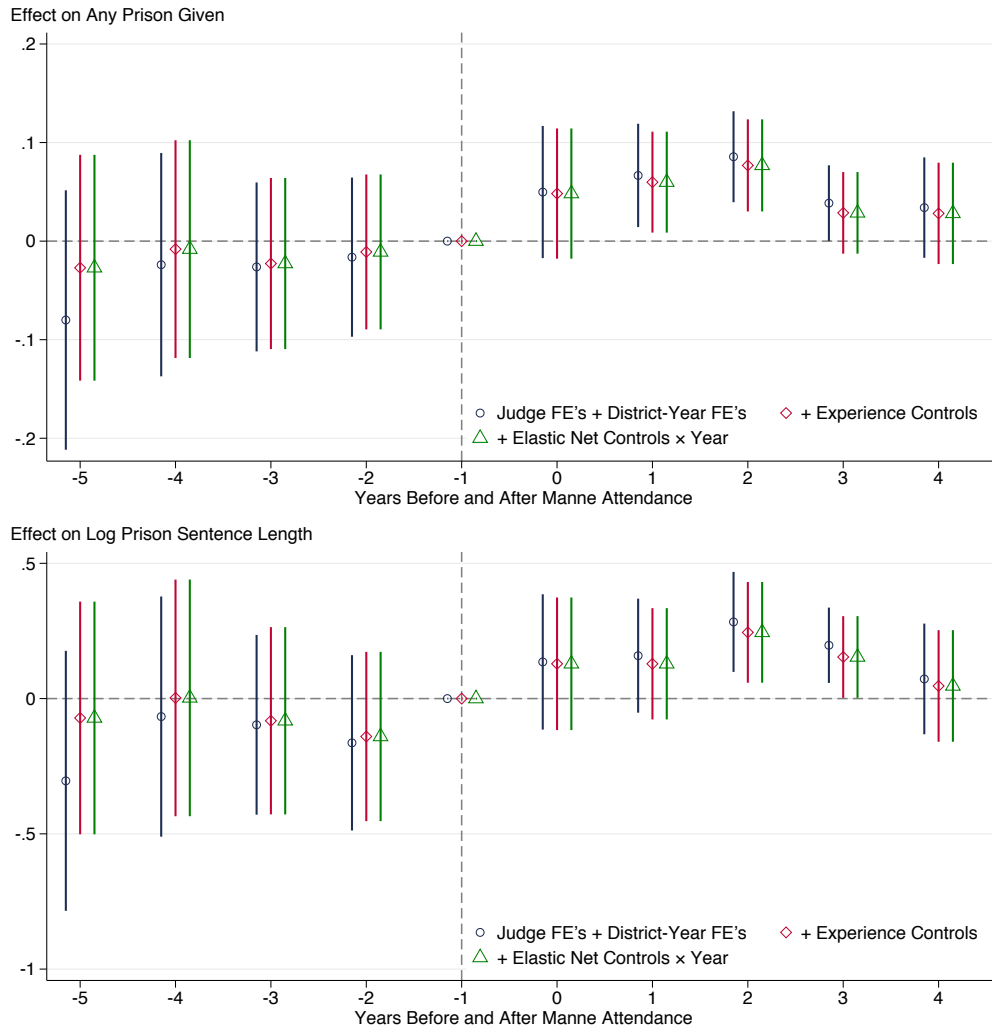 Effect on Any Prison Given
.2
.1
0
-.1
-.2
Judge FE's + District-Year FE's
+ Experience Controls
+ Elastic Net Controls × Year
-5 -4 -3 -2 -1 0 1 2 3 4
Years Before and After Manne Attendance
Effect on Log Prison Sentence Length
.5
0
-.5
-1
Judge FE's + District-Year FE's
+ Experience Controls
+ Elastic Net Controls × Year
-5 -4 -3 -2 -1 0 1 2 3 4
Years Before and After Manne Attendance